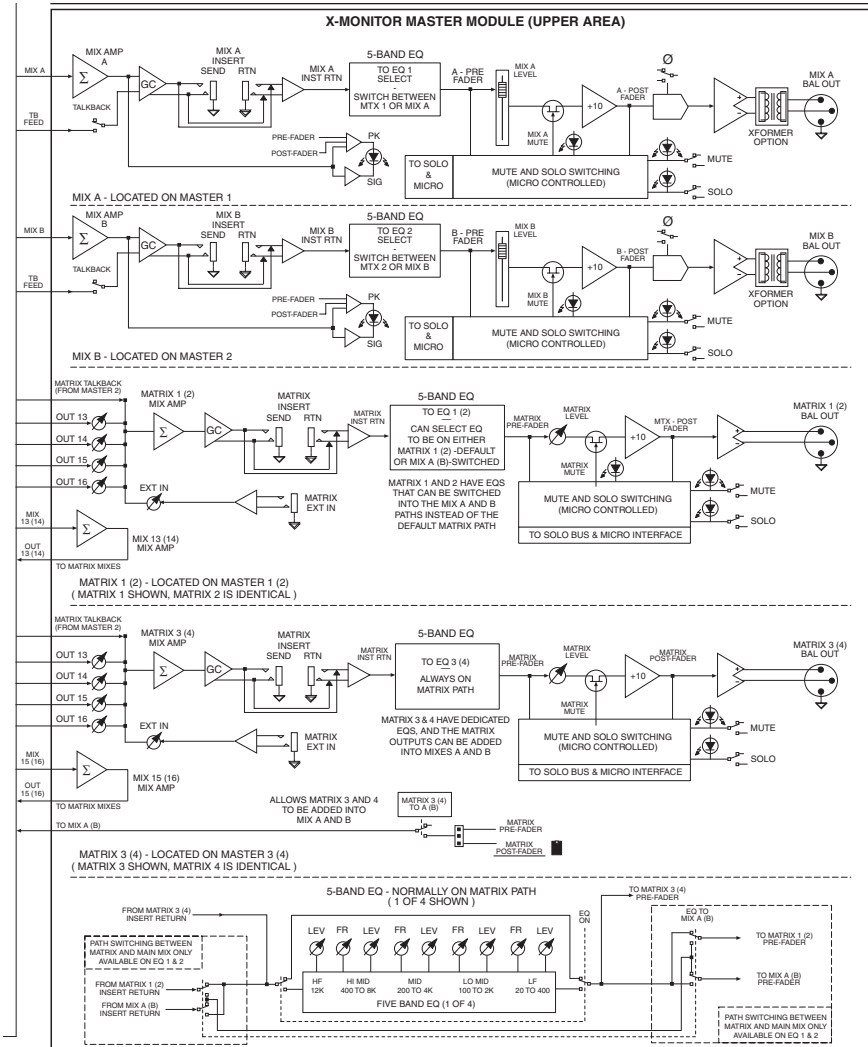 X-MONITOR MASTER MODULE (UPPER AREA)
MIX A
TB
FEED
TALKBACK
MIX AMP
A
Σ
GC
MIX A
INSERT
SEND RTN
MIX A
INST RTN
5-BAND EQ
TO EQ 1
SELECT
-
SWITCH BETWEEN
MTX 1 OR MIX A
A - PRE
FADER
MIX A
LEVEL
MIX A
MUTE
+10
A - POST
FADER
Ø
+
−
XFORMER
OPTION
MIX A
BAL OUT
PRE-FADER
POST-FADER
PK
SIG
TO SOLO
&
MICRO
MUTE AND SOLO SWITCHING
(MICRO CONTROLLED)
MUTE
SOLO
MIX A - LOCATED ON MASTER 1
MIX B
TB
FEED
TALKBACK
MIX AMP
B
Σ
GC
MIX B
INSERT
SEND RTN
MIX B
INST RTN
5-BAND EQ
TO EQ 2
SELECT
-
SWITCH BETWEEN
MTX 2 OR MIX B
B - PRE
FADER
MIX B
LEVEL
MIX B
MUTE
+10
B - POST
FADER
Ø
+
−
XFORMER
OPTION
MIX B
BAL OUT
PRE-FADER
POST-FADER
PK
SIG
TO SOLO
&
MICRO
MUTE AND SOLO SWITCHING
(MICRO CONTROLLED)
MUTE
SOLO
MIX B - LOCATED ON MASTER 2
MATRIX TALKBACK
(FROM MASTER 2)
OUT 13
OUT 14
OUT 15
OUT 16
EXT IN
MATRIX 1 (2)
MIX AMP
Σ
GC
MATRIX
INSERT
SEND RTN
MATRIX
INST RTN
MATRIX
EXT IN
5-BAND EQ
TO EQ 1 (2)
—
CAN SELECT EQ
TO BE ON EITHER
MATRIX 1 (2) -DEFAULT
OR MIX A (B)-SWITCHED
MATRIX 1 AND 2 HAVE EQS
THAT CAN BE SWITCHED
INTO THE MIX A AND B
PATHS INSTEAD OF THE
DEFAULT MATRIX PATH
MATRIX
PRE-FADER
MATRIX
LEVEL
MATRIX
MUTE
+10
MTX - POST
FADER
+
−
MATRIX 1 (2)
BAL OUT
MUTE AND SOLO SWITCHING
(MICRO CONTROLLED)
TO SOLO BUS & MICRO INTERFACE
MUTE
SOLO
MIX
13 (14)
OUT
13 (14)
Σ
MIX 13 (14)
MIX AMP
TO MATRIX MIXES
MATRIX 1 (2) - LOCATED ON MASTER 1 (2)
( MATRIX 1 SHOWN, MATRIX 2 IS IDENTICAL )
MATRIX TALKBACK
(FROM MASTER 2)
OUT 13
OUT 14
OUT 15
OUT 16
EXT IN
MATRIX 3 (4)
MIX AMP
Σ
GC
MATRIX
INSERT
SEND RTN
MATRIX
INST RTN
MATRIX
EXT IN
5-BAND EQ
TO EQ 3 (4)
—
ALWAYS ON
MATRIX PATH
MATRIX 3 & 4 HAVE DEDICATED
EQS, AND THE MATRIX
OUTPUTS CAN BE ADDED
INTO MIXES A AND B
MATRIX
PRE-FADER
MATRIX
LEVEL
MATRIX
MUTE
+10
MATRIX
POST-FADER
+
−
MATRIX 3 (4)
BAL OUT
MUTE AND SOLO SWITCHING
(MICRO CONTROLLED)
TO SOLO BUS & MICRO INTERFACE
MUTE
SOLO
MIX
15 (16)
OUT
15 (16)
Σ
MIX 15 (16)
MIX AMP
TO MATRIX MIXES
TO MIX A (B)
ALLOWS MATRIX 3 AND 4
TO BE ADDED INTO
MIX A AND B
MATRIX 3 (4)
TO A (B)
MATRIX
PRE-FADER
MATRIX
POST-FADER
MATRIX 3 (4) - LOCATED ON MASTER 3 (4)
( MATRIX 3 SHOWN, MATRIX 4 IS IDENTICAL )
5-BAND EQ - NORMALLY ON MATRIX PATH
( 1 OF 4 SHOWN )
FROM MATRIX 3 (4)
INSERT RETURN
TO MATRIX 3 (4)
PRE-FADER
LEV FR LEV FR LEV FR LEV FR LEV
EQ
ON
EQ TO
MIX A (B)
PATH SWITCHING BETWEEN
MATRIX AND MAIN MIX ONLY
AVAILABLE ON EQ 1 & 2
FROM MATRIX 1 (2)
INSERT RETURN
FROM MIX A (B)
INSERT RETURN
HF
12K
HI MID
400 TO 8K
MID
200 TO 4K
LO MID
100 TO 2K
LF
20 TO 400
FIVE BAND EQ (1 OF 4)
TO MATRIX 1 (2)
PRE-FADER
TO MIX A (B)
PRE-FADER
PATH SWITCHING BETWEEN
MATRIX AND MAIN MIX ONLY
AVAILABLE ON EQ 1 & 2